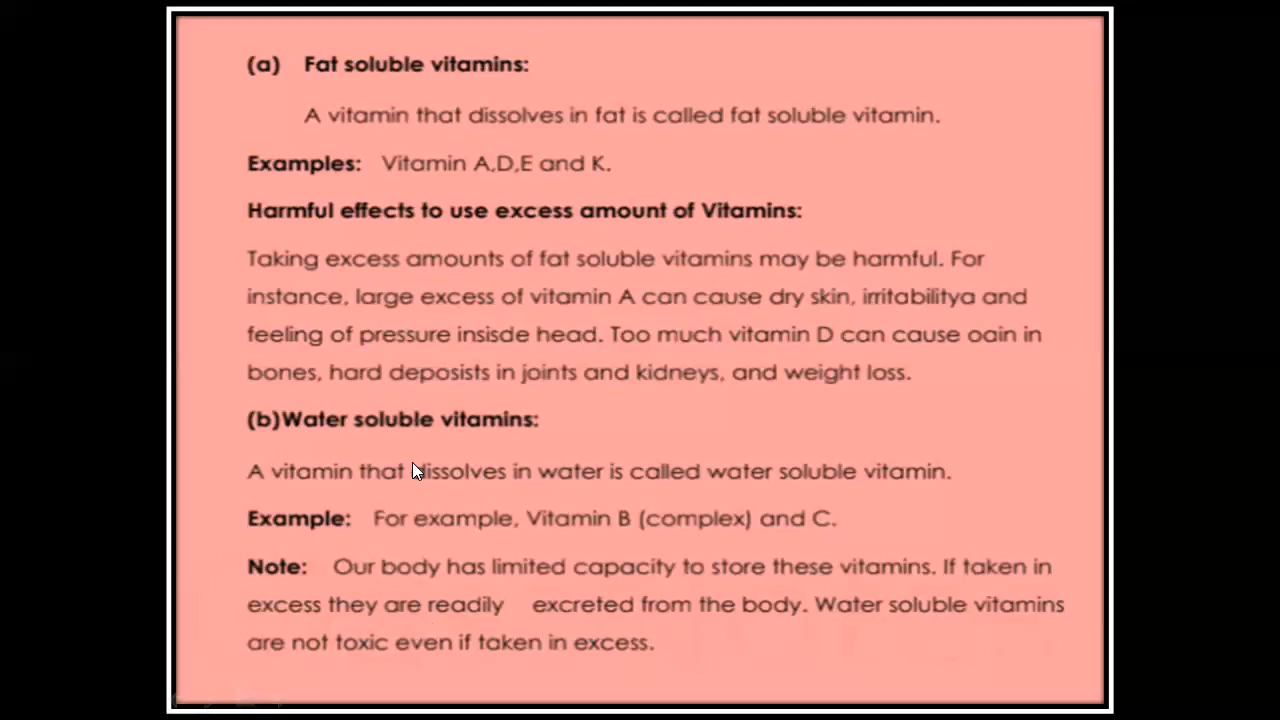 (a) Fat soluble vitamins:
A vitamin that dissolves in fat is called fat soluble vitamin.
Examples: Vitamin A,D,E and K.
Harmful effects to use excess amount of Vitamins:
Taking excess amounts of fat soluble vitamins may be harmful. For
instance, large excess of vitamin A can cause dry skin, irritabilitya and
feeling of pressure insisde head. Too much vitamin D can cause oain in
bones, hard deposists in joints and kidneys, and weight loss.
(b)Water soluble vitamins:
A vitamin that dissolves in water is called water soluble vitamin.
Example: For example, Vitamin B (complex) and C.
Note: Our body has limited capacity to store these vitamins. If taken in
excess they are readily excreted from the body. Water soluble vitamins
are not toxic even if taken in excess.